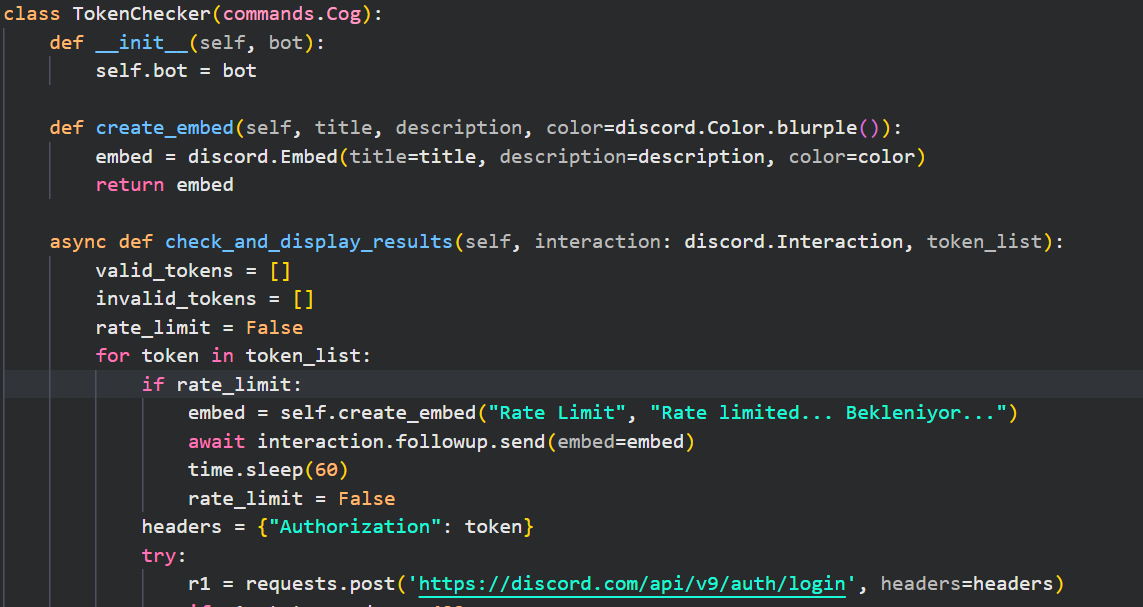 class TokenChecker(commands.Cog):
    def __init__(self, bot):
        self.bot = bot

    def create_embed(self, title, description, color=discord.Color.blurple()):
        embed = discord.Embed(title=title, description=description, color=color)
        return embed

    async def check_and_display_results(self, interaction: discord.Interaction, token_list):
        valid_tokens = []
        invalid_tokens = []
        rate_limit = False
        for token in token_list:
            if rate_limit:
                embed = self.create_embed("Rate Limit", "Rate limited... Bekleniyor...")
                await interaction.followup.send(embed=embed)
                time.sleep(60)
                rate_limit = False
            headers = {"Authorization": token}
            try:
                r1 = requests.post('https://discord.com/api/v9/auth/login', headers=headers)